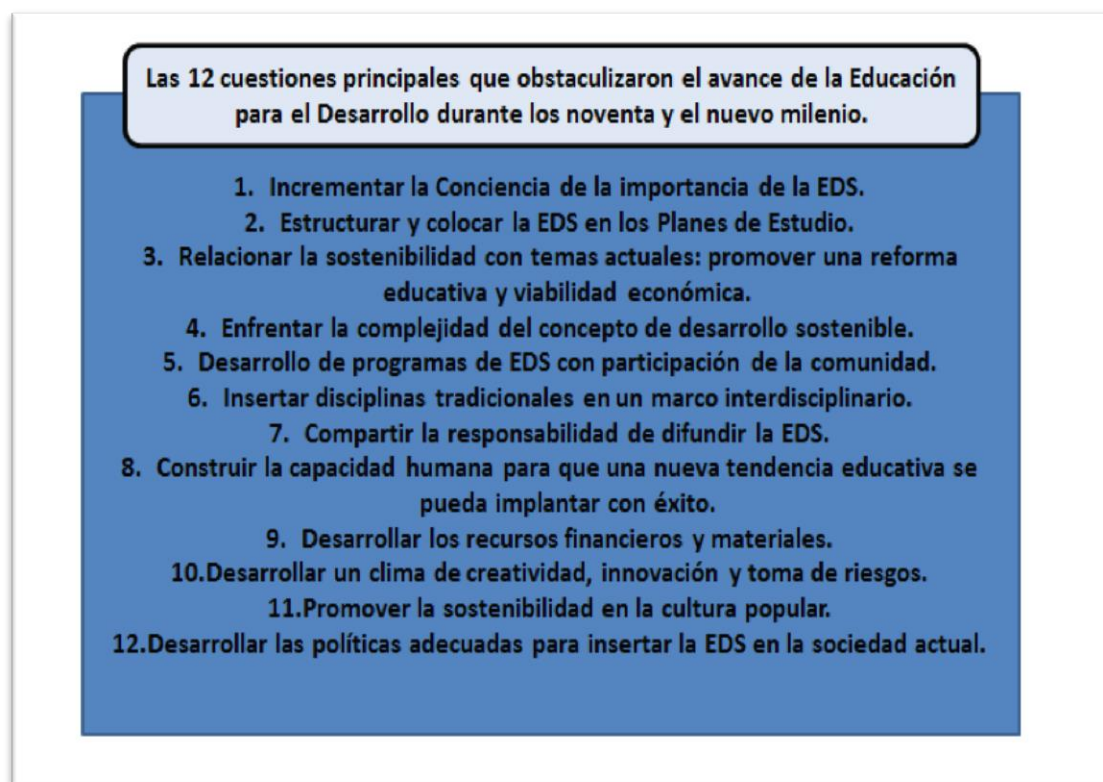 Las 12 cuestiones principales que obstaculizaron el avance de la Educación
para el Desarrollo durante los noventa y el nuevo milenio.
1. Incrementar la Conciencia de la importancia de la EDS.
2. Estructurar y colocar la EDS en los Planes de Estudio.
3. Relacionar la sostenibilidad con temas actuales: promover una reforma
educativa y viabilidad económica.
4. Enfrentar la complejidad del concepto de desarrollo sostenible.
5. Desarrollo de programas de EDS con participación de la comunidad.
6. Insertar disciplinas tradicionales en un marco interdisciplinario.
7. Compartir la responsabilidad de difundir la EDS.
8. Construir la capacidad humana para que una nueva tendencia educativa se
pueda implantar con éxito.
9. Desarrollar los recursos financieros y materiales.
10.Desarrollar un clima de creatividad, innovación y toma de riesgos.
11.Promover la sostenibilidad en la cultura popular.
12.Desarrollar las políticas adecuadas para insertar la EDS en la sociedad actual.